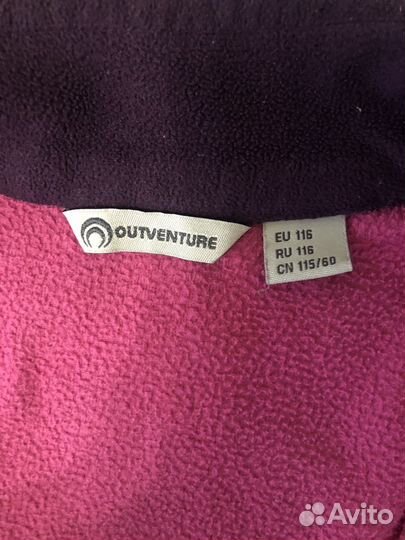 OUTVENTURE
EU 116
RU 116
CN 115/60
Avito